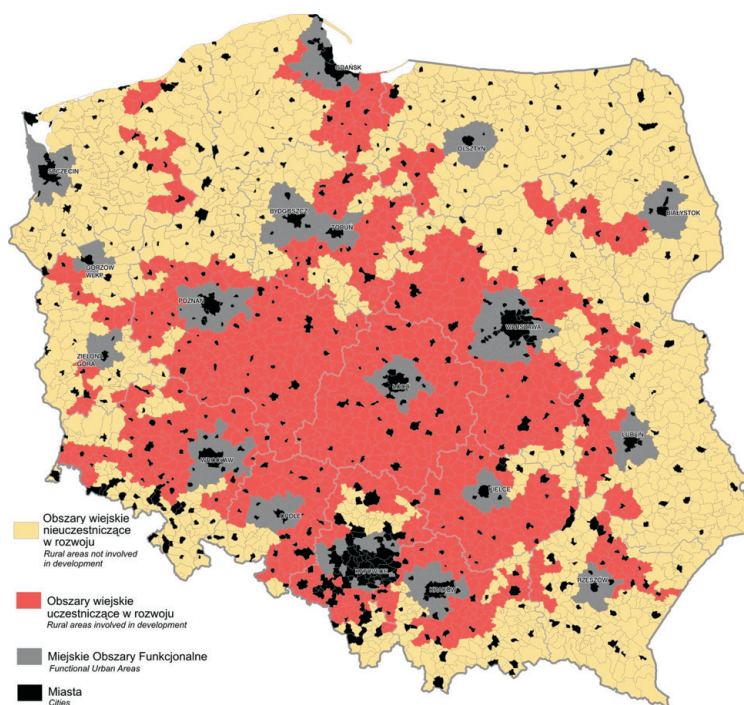 GDAŃSK
OLSZTYN
SZCZECIN
BIAŁYSTOK
BYDGOSZCZ
TORUŃ
GORZÓW
WLKP.
POZNAŃ
WARSZAWA
ZIELONA
GÓRA
ŁÓDŹ
LUBLIN
WROCŁAW
KIELCE
OPOLE
KATOWICE
KRAKÓW
RZESZÓW
Obszary wiejskie
nieuczestniczące
w rozwoju
Rural areas not involved
in development
Obszary wiejskie
uczestniczące w rozwoju
Rural areas involved in development
Miejskie Obszary Funkcjonalne
Functional Urban Areas
Miasta
Cities